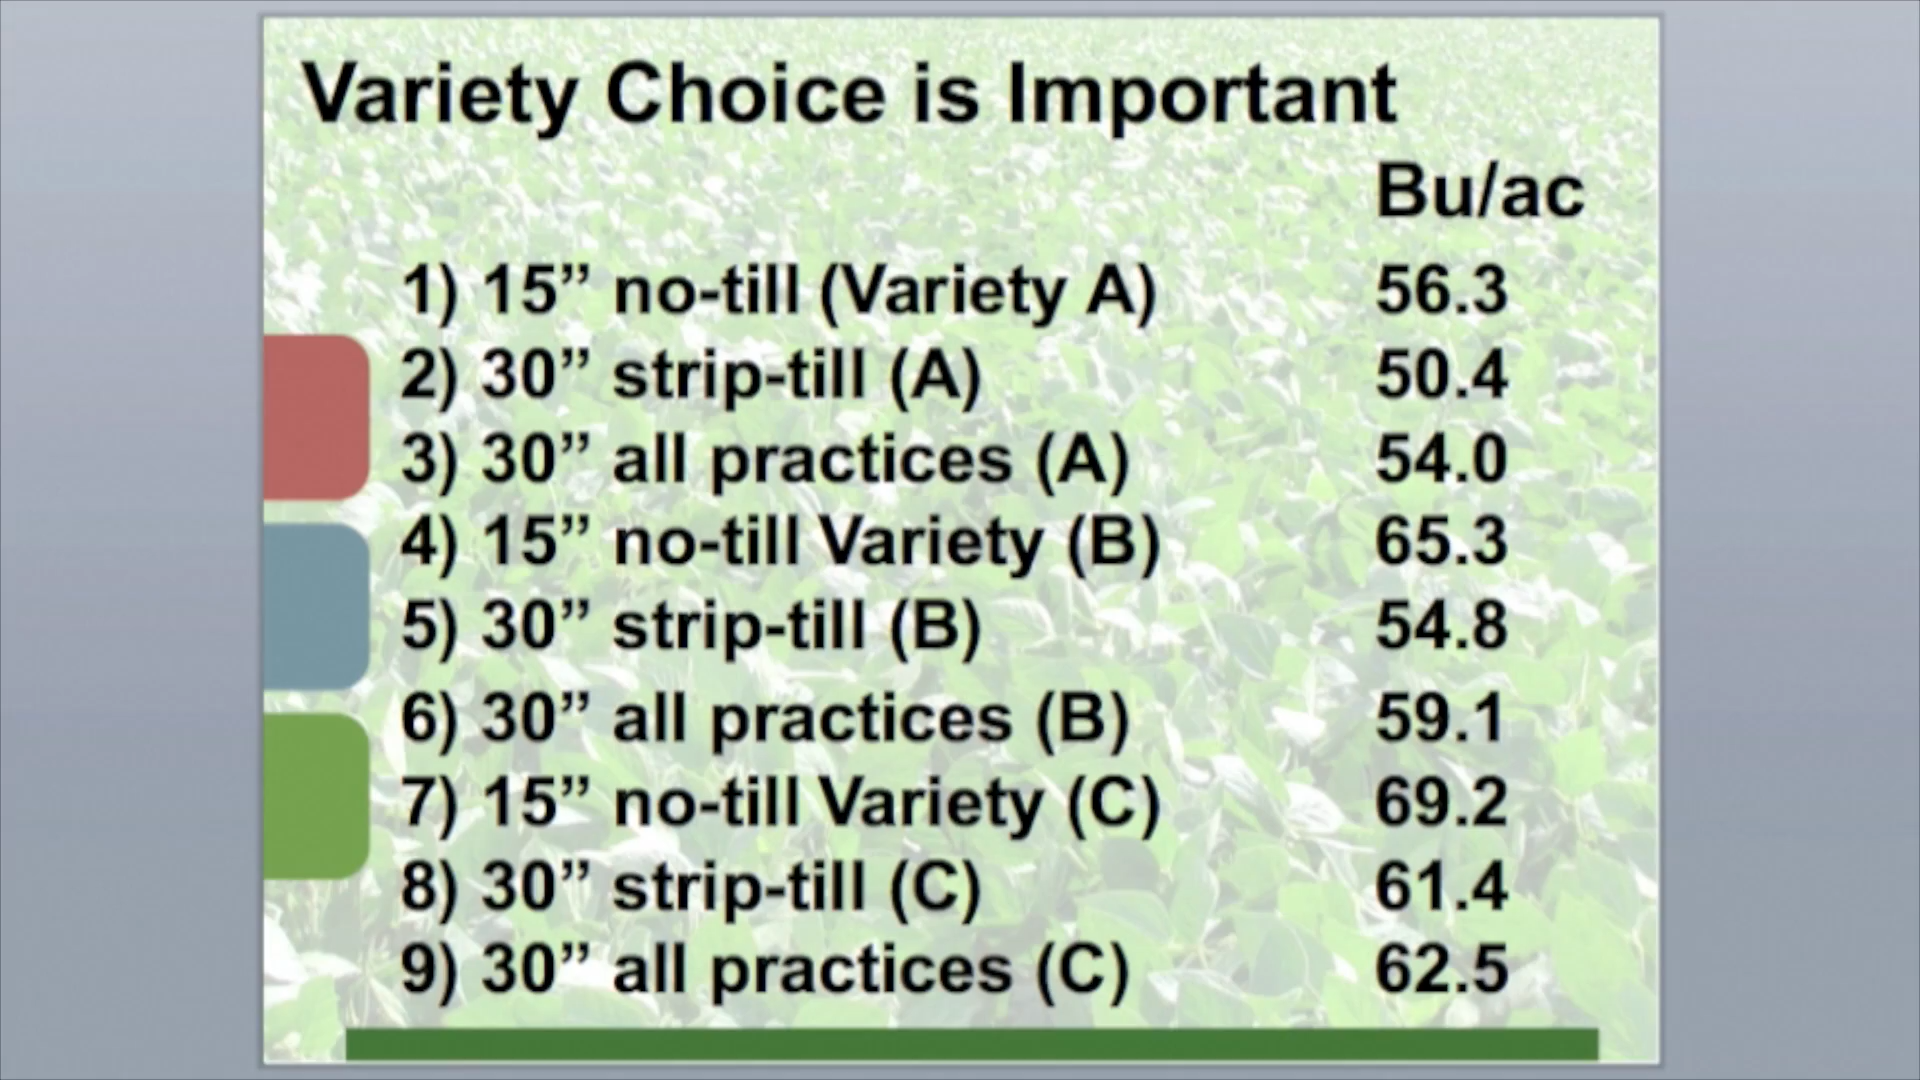 Variety Choice is Important
Bu/ac
1) 15” no-till (Variety A) 56.3
2) 30” strip-till (A) 50.4
3) 30” all practices (A) 54.0
4) 15” no-till Variety (B) 65.3
5) 30” strip-till (B) 54.8
6) 30” all practices (B) 59.1
7) 15” no-till Variety (C) 69.2
8) 30” strip-till (C) 61.4
9) 30” all practices (C) 62.5